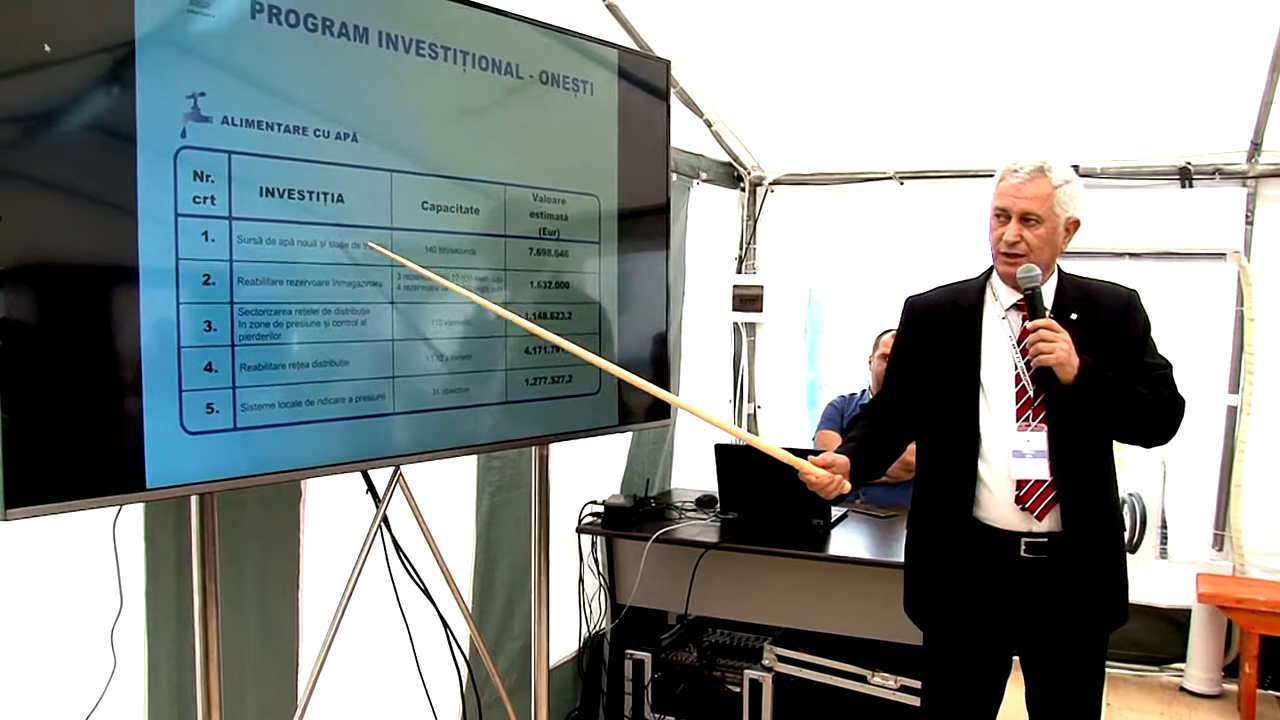 PROGRAM INVESTIȚIONAL - ONEȘTI
ALIMENTARE CU APĂ
Nr. crt
INVESTIȚIA
Capacitate
Valoare estimată (Eur)
1. Sursă de apă nouă și stație de
140 litri/secundă
7.698.646
2. Reabilitare rezervoare înmagazinare
1.632.000
3. Sectorizarea rețelei de distribuție
în zone de presiune și control al
pierderilor
1.148.623,2
4. Reabilitare rețea distribuție
5. Sisteme locale de ridicare a presiunii
31 obiective
1.277.527,2